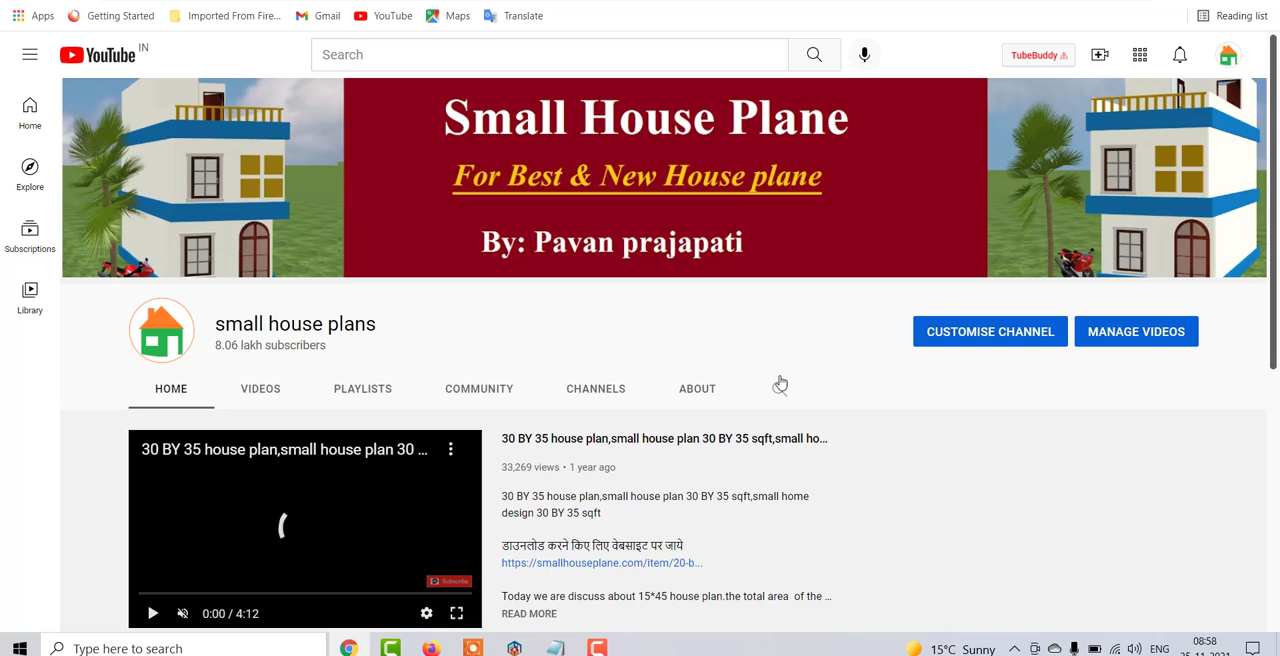 Apps Getting Started Imported From Fire... Gmail YouTube Maps Translate Reading list
YouTube IN Search TubeBuddy
Home
Explore
Subscriptions
Library
Small House Plane
For Best & New House plane
By: Pavan prajapati
small house plans
8.06 lakh subscribers
CUSTOMISE CHANNEL MANAGE VIDEOS
HOME VIDEOS PLAYLISTS COMMUNITY CHANNELS ABOUT
30 BY 35 house plan,small house plan 30 ...
Subscribe
0:00 / 4:12
30 BY 35 house plan,small house plan 30 BY 35 sqft,small ho...
33,269 views • 1 year ago
30 BY 35 house plan,small house plan 30 BY 35 sqft,small home
design 30 BY 35 sqft
डाउनलोड करने किए लिए वेबसाइट पर जाये
https://smallhouseplane.com/item/20-b...
Today we are discuss about 15*45 house plan.the total area of the ...
READ MORE
Type here to search 15°C Sunny ENG 08:58
25-11-2021